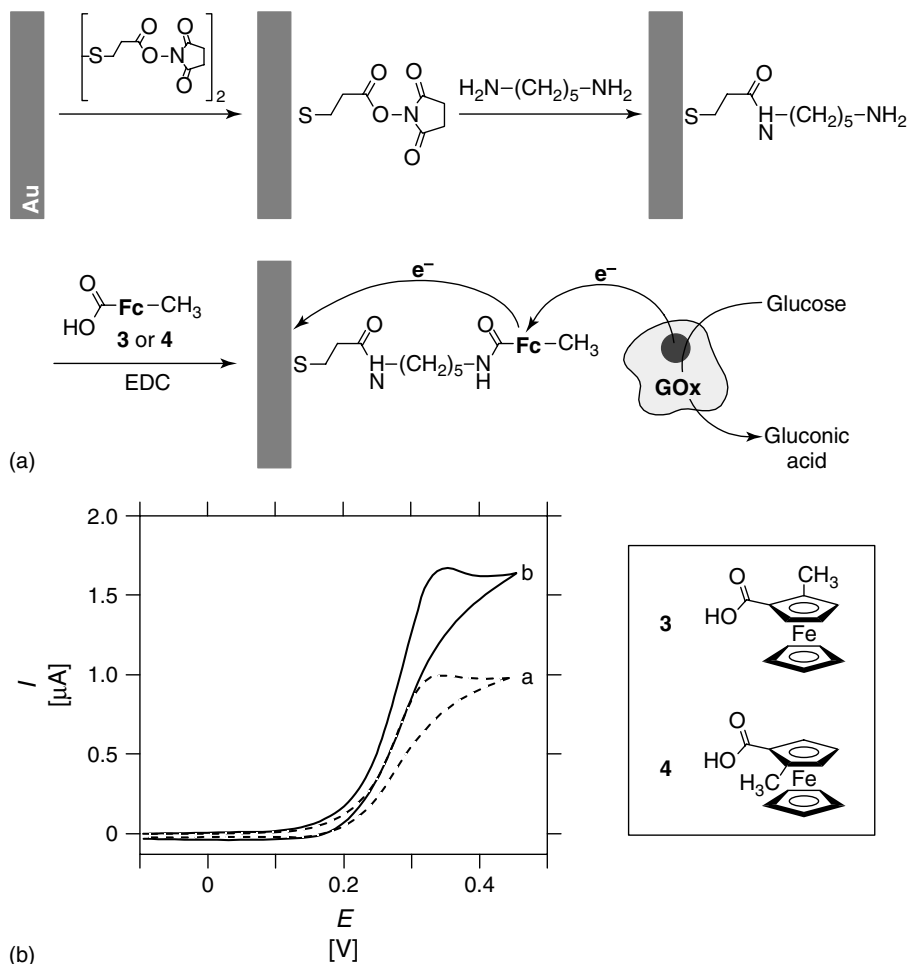 Au
[-S O O-N O O]2
S O O-N O O
H2N-(CH2)5-NH2
S O H N (CH2)5-NH2
O HO Fc-CH3
3 or 4
EDC
e–
e–
S O H N (CH2)5-N H O Fc-CH3
Glucose
GOx
Gluconic
acid
(a)
2.0
1.5
1.0
0.5
0
I
[µA]
b
a
0 0.2 0.4
E
[V]
(b)
3 O HO CH3 Fe
4 O HO H3C Fe